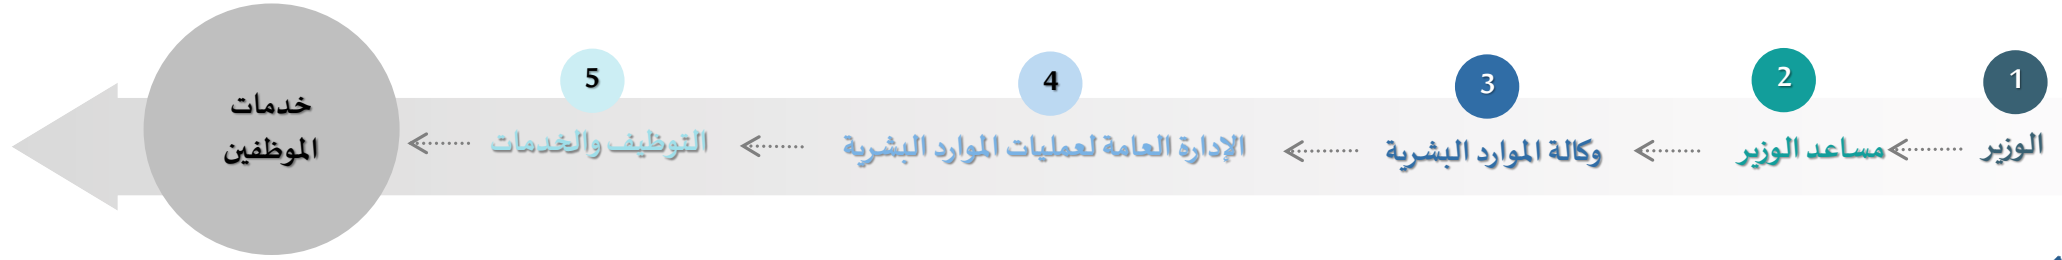 1
الوزير
2
مساعد الوزير
3
وكالة الموارد البشرية
4
الإدارة العامة لعمليات الموارد البشرية
5
التوظيف والخدمات
خدمات
الموظفين